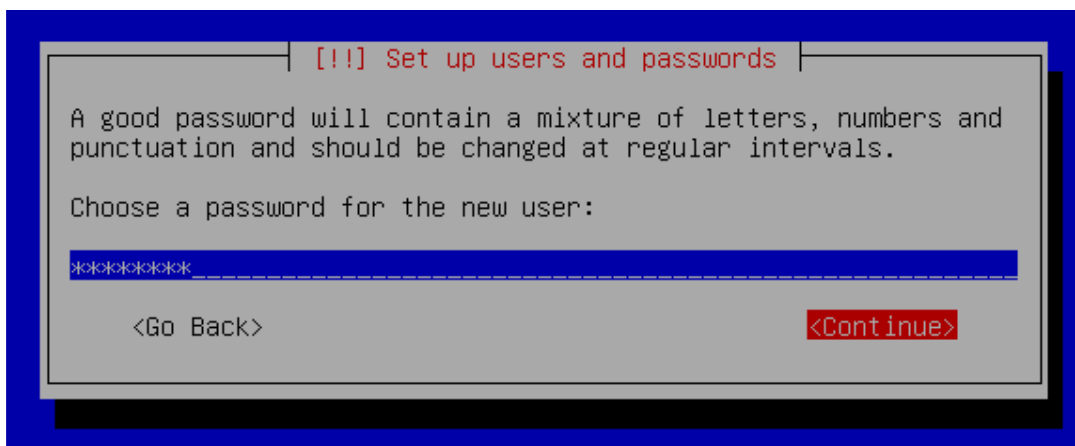 [!!] Set up users and passwords
A good password will contain a mixture of letters, numbers and
punctuation and should be changed at regular intervals.
Choose a password for the new user:
********
<Go Back> <Continue>